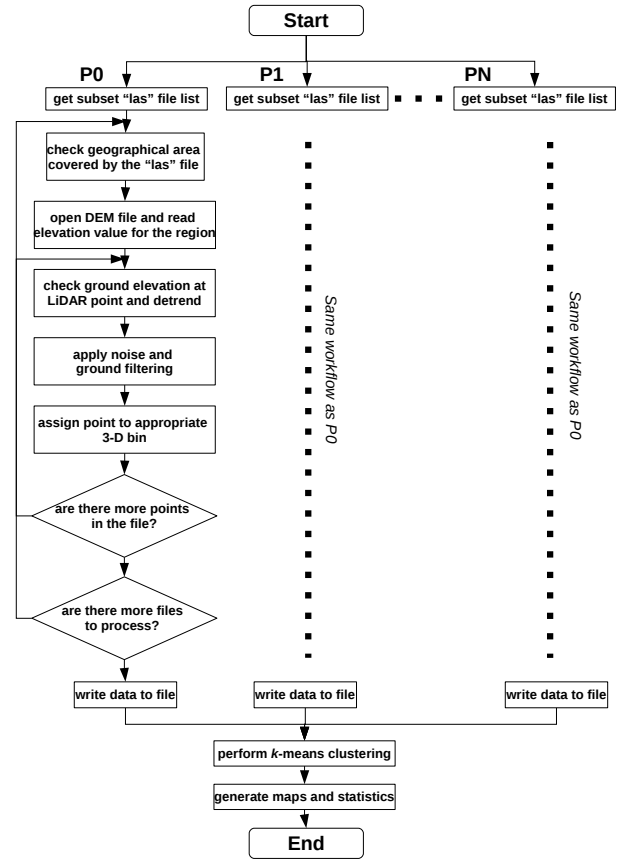 Start
P0
P1
PN
get subset “las” file list
get subset “las” file list
get subset “las” file list
check geographical area
covered by the “las” file
open DEM file and read
elevation value for the region
check ground elevation at
LiDAR point and detrend
apply noise and
ground filtering
assign point to appropriate
3-D bin
are there more points
in the file?
are there more files
to process?
Same workflow as P0
Same workflow as P0
write data to file
write data to file
write data to file
perform k-means clustering
generate maps and statistics
End